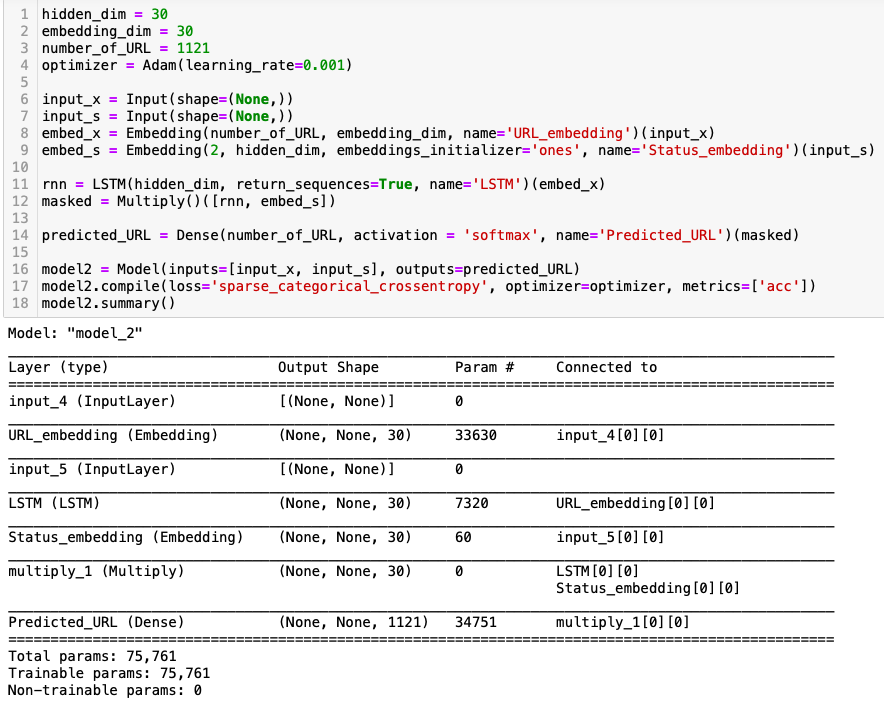 1 hidden_dim = 30
2 embedding_dim = 30
3 number_of_URL = 1121
4 optimizer = Adam(learning_rate=0.001)
5
6 input_x = Input(shape=(None,))
7 input_s = Input(shape=(None,))
8 embed_x = Embedding(number_of_URL, embedding_dim, name='URL_embedding')(input_x)
9 embed_s = Embedding(2, hidden_dim, embeddings_initializer='ones', name='Status_embedding')(input_s)
10
11 rnn = LSTM(hidden_dim, return_sequences=True, name='LSTM')(embed_x)
12 masked = Multiply()([rnn, embed_s])
13
14 predicted_URL = Dense(number_of_URL, activation = 'softmax', name='Predicted_URL')(masked)
15
16 model2 = Model(inputs=[input_x, input_s], outputs=predicted_URL)
17 model2.compile(loss='sparse_categorical_crossentropy', optimizer=optimizer, metrics=['acc'])
18 model2.summary()
Model: "model_2"
Layer (type) Output Shape Param # Connected to
input_4 (InputLayer) [(None, None)] 0
URL_embedding (Embedding) (None, None, 30) 33630 input_4[0][0]
input_5 (InputLayer) [(None, None)] 0
LSTM (LSTM) (None, None, 30) 7320 URL_embedding[0][0]
Status_embedding (Embedding) (None, None, 30) 60 input_5[0][0]
multiply_1 (Multiply) (None, None, 30) 0 LSTM[0][0]
Status_embedding[0][0]
Predicted_URL (Dense) (None, None, 1121) 34751 multiply_1[0][0]
Total params: 75,761
Trainable params: 75,761
Non-trainable params: 0